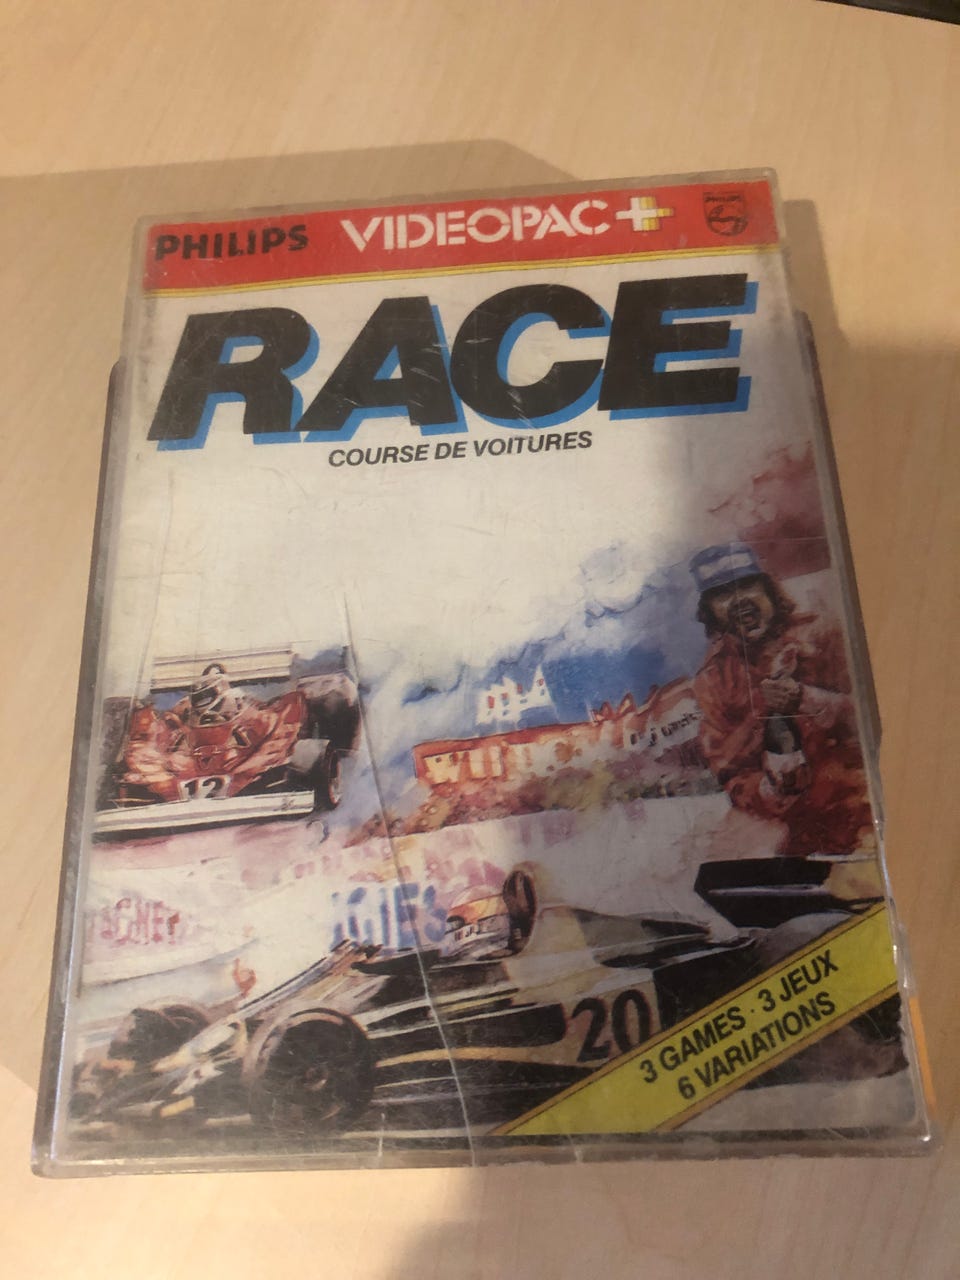 PHILIPS VIDEOPAC+ PHILIPS
RACE
COURSE DE VOITURES
12
20
3 GAMES · 3 JEUX
6 VARIATIONS